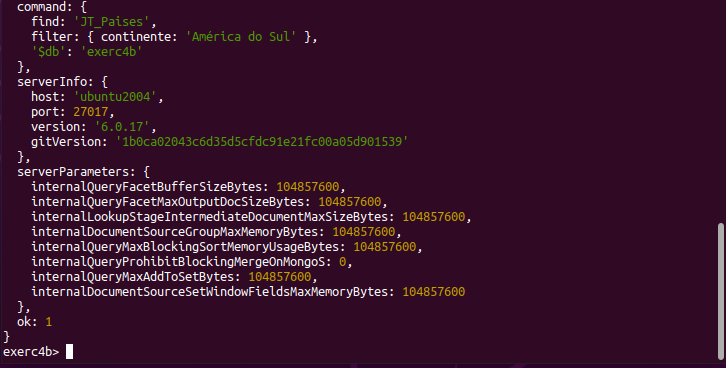 command: {
    find: 'JT_Paises',
    filter: { continente: 'América do Sul' },
    '$db': 'exerc4b'
  },
  serverInfo: {
    host: 'ubuntu2004',
    port: 27017,
    version: '6.0.17',
    gitVersion: '1b0ca02043c6d35d5cfdc91e21fc00a05d901539'
  },
  serverParameters: {
    internalQueryFacetBufferSizeBytes: 104857600,
    internalQueryFacetMaxOutputDocSizeBytes: 104857600,
    internalLookupStageIntermediateDocumentMaxSizeBytes: 104857600,
    internalDocumentSourceGroupMaxMemoryBytes: 104857600,
    internalQueryMaxBlockingSortMemoryUsageBytes: 104857600,
    internalQueryProhibitBlockingMergeOnMongoS: 0,
    internalQueryMaxAddToSetBytes: 104857600,
    internalDocumentSourceSetWindowFieldsMaxMemoryBytes: 104857600
  },
  ok: 1
}
exerc4b>